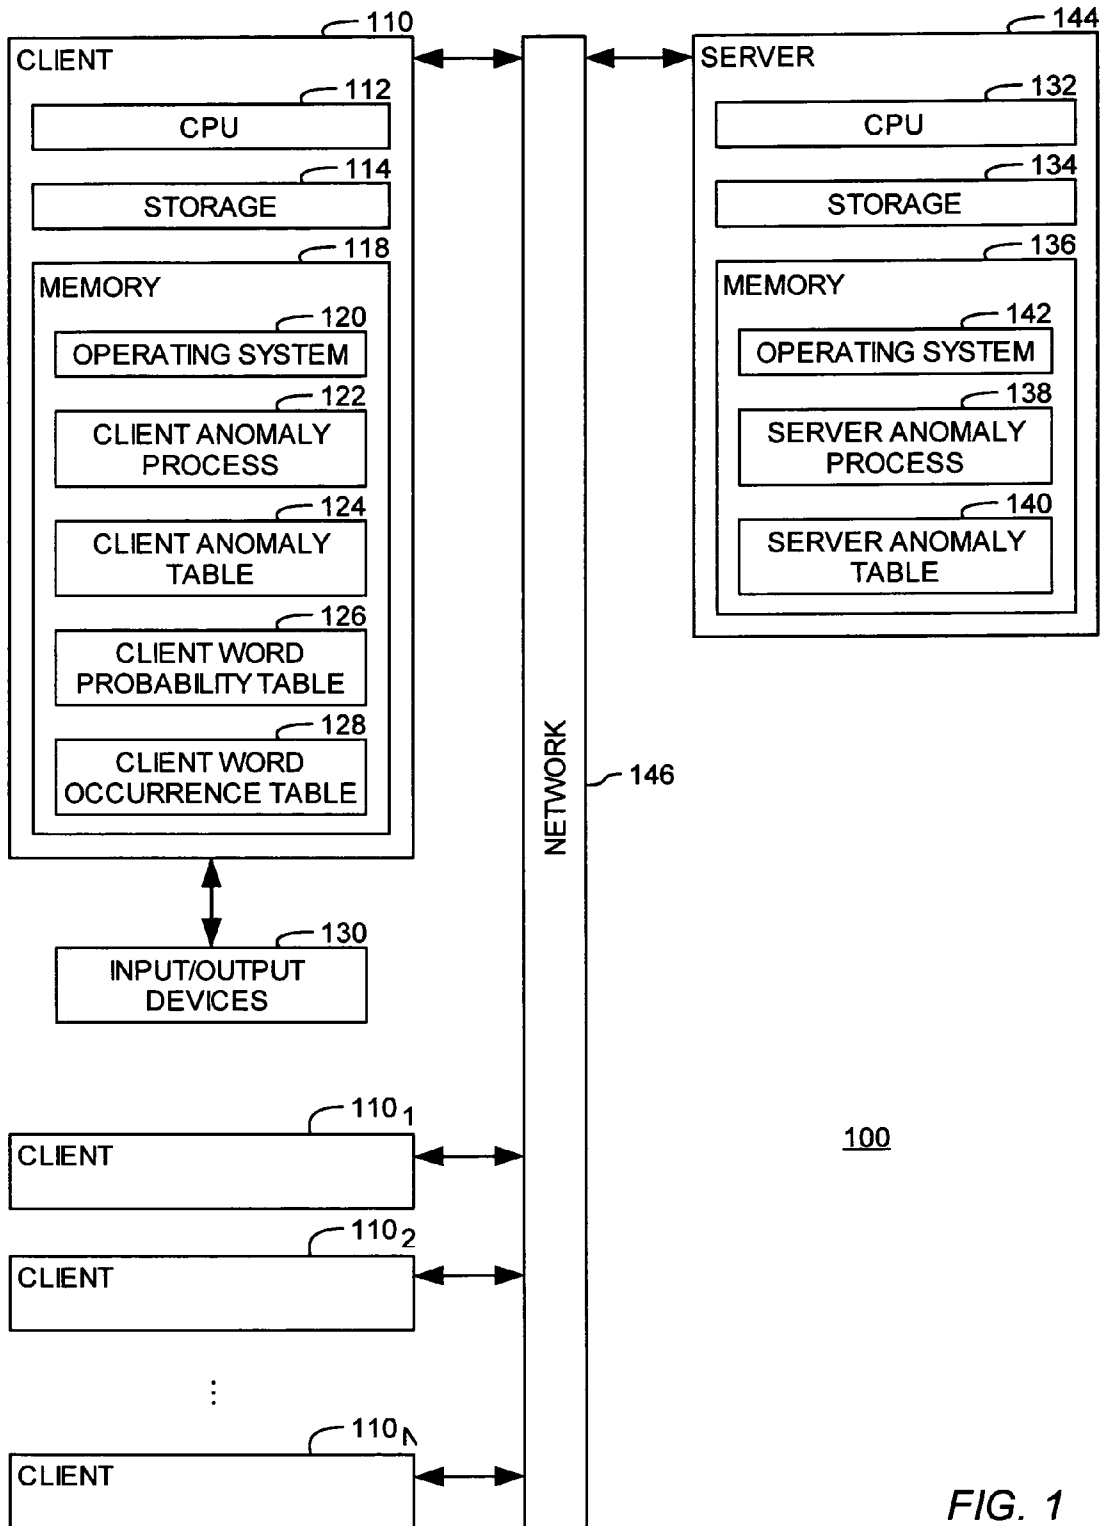 110
CLIENT
112
CPU
114
STORAGE
118
MEMORY
120
OPERATING SYSTEM
122
CLIENT ANOMALY
PROCESS
124
CLIENT ANOMALY
TABLE
126
CLIENT WORD
PROBABILITY TABLE
128
CLIENT WORD
OCCURRENCE TABLE
130
INPUT/OUTPUT
DEVICES
NETWORK
146
144
SERVER
132
CPU
134
STORAGE
136
MEMORY
142
OPERATING SYSTEM
138
SERVER ANOMALY
PROCESS
140
SERVER ANOMALY
TABLE
110 1
CLIENT
110 2
CLIENT
⋮
110 N
CLIENT
100
FIG. 1